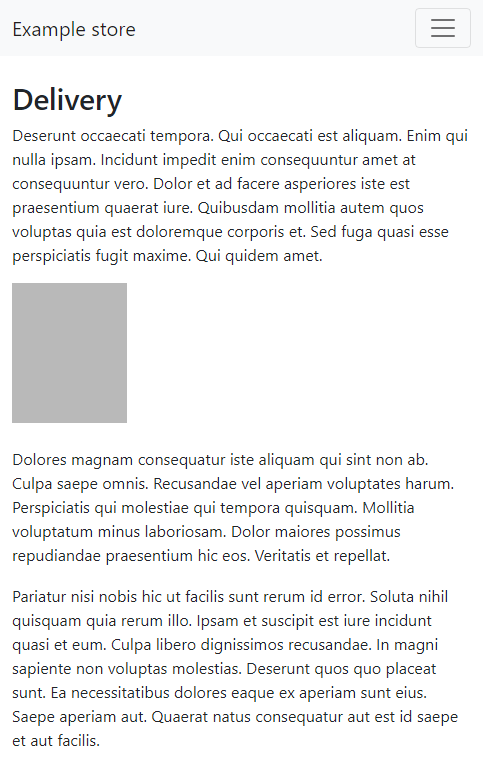 Example store
Delivery
Deserunt occaecati tempora. Qui occaecati est aliquam. Enim qui
nulla ipsam. Incidunt impedit enim consequuntur amet at
consequuntur vero. Dolor et ad facere asperiores iste est
praesentium quaerat iure. Quibusdam mollitia autem quos
voluptas quia est doloremque corporis et. Sed fuga quasi esse
perspiciatis fugit maxime. Qui quidem amet.
Dolores magnam consequatur iste aliquam qui sint non ab.
Culpa saepe omnis. Recusandae vel aperiam voluptates harum.
Perspiciatis qui molestiae qui tempora quisquam. Mollitia
voluptatum minus laboriosam. Dolor maiores possimus
repudiandae praesentium hic eos. Veritatis et repellat.
Pariatur nisi nobis hic ut facilis sunt rerum id error. Soluta nihil
quisquam quia rerum illo. Ipsam et suscipit est iure incidunt
quasi et eum. Culpa libero dignissimos recusandae. In magni
sapiente non voluptas molestias. Deserunt quos quo placeat
sunt. Ea necessitatibus dolores eaque ex aperiam sunt eius.
Saepe aperiam aut. Quaerat natus consequatur aut est id saepe
et aut facilis.